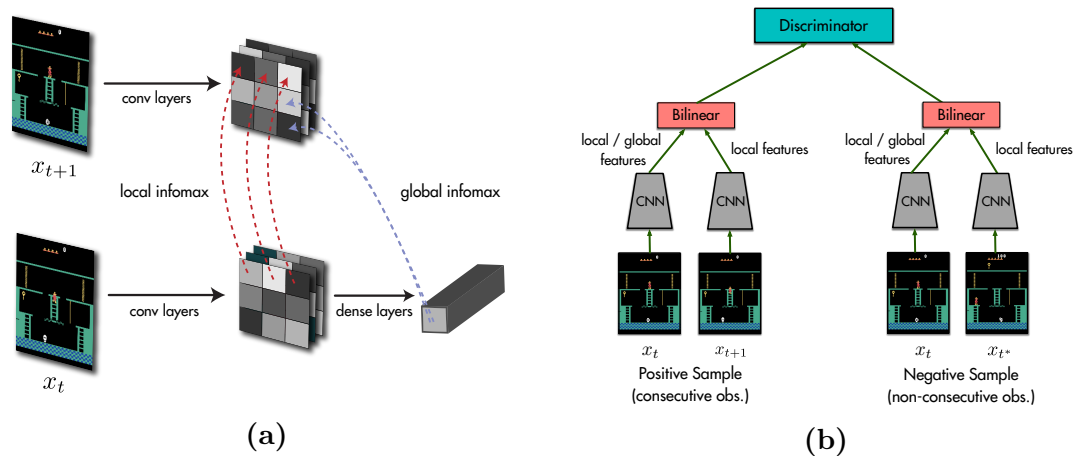 x_{t+1}
conv layers
local infomax
global infomax
conv layers
dense layers
x_t
(a)
Discriminator
Bilinear
Bilinear
local / global
features
local features
local / global
features
local features
CNN
CNN
CNN
CNN
x_t
x_{t+1}
x_t
x_{t*}
Positive Sample
(consecutive obs.)
Negative Sample
(non-consecutive obs.)
(b)